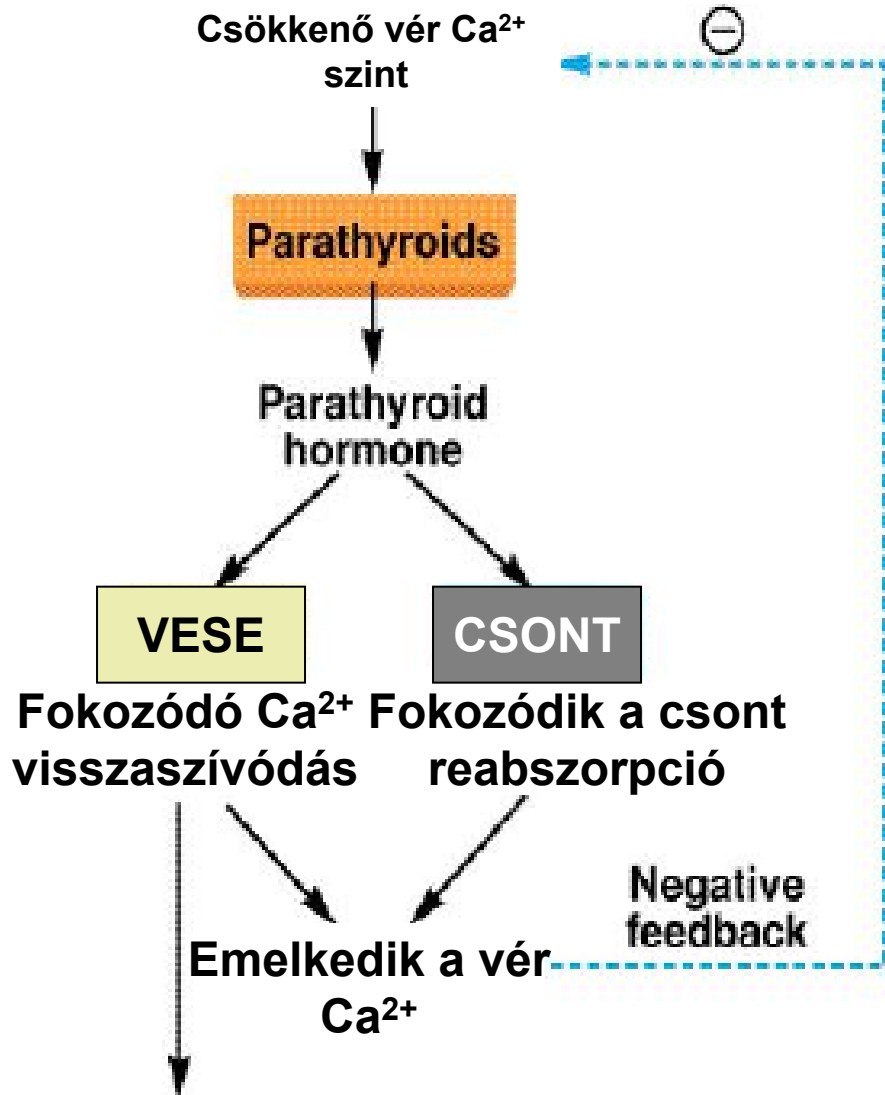 Csökkenő vér Ca²⁺
szint
Parathyroids
Parathyroid
hormone
VESE
CSONT
Fokozódó Ca²⁺
visszaszívódás
Fokozódik a csont
reabszorpció
Negative
feedback
Emelkedik a vér
Ca²⁺